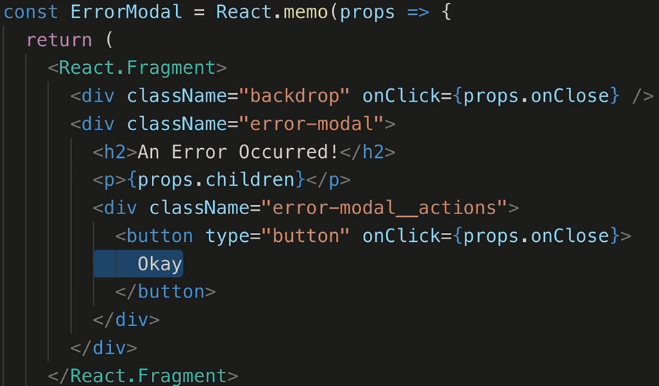 const ErrorModal = React.memo(props => {
return (
<React.Fragment>
<div className="backdrop" onClick={props.onClose} />
<div className="error-modal">
<h2>An Error Occurred!</h2>
<p>{props.children}</p>
<div className="error-modal__actions">
<button type="button" onClick={props.onClose}>
Okay
</button>
</div>
</div>
</React.Fragment>